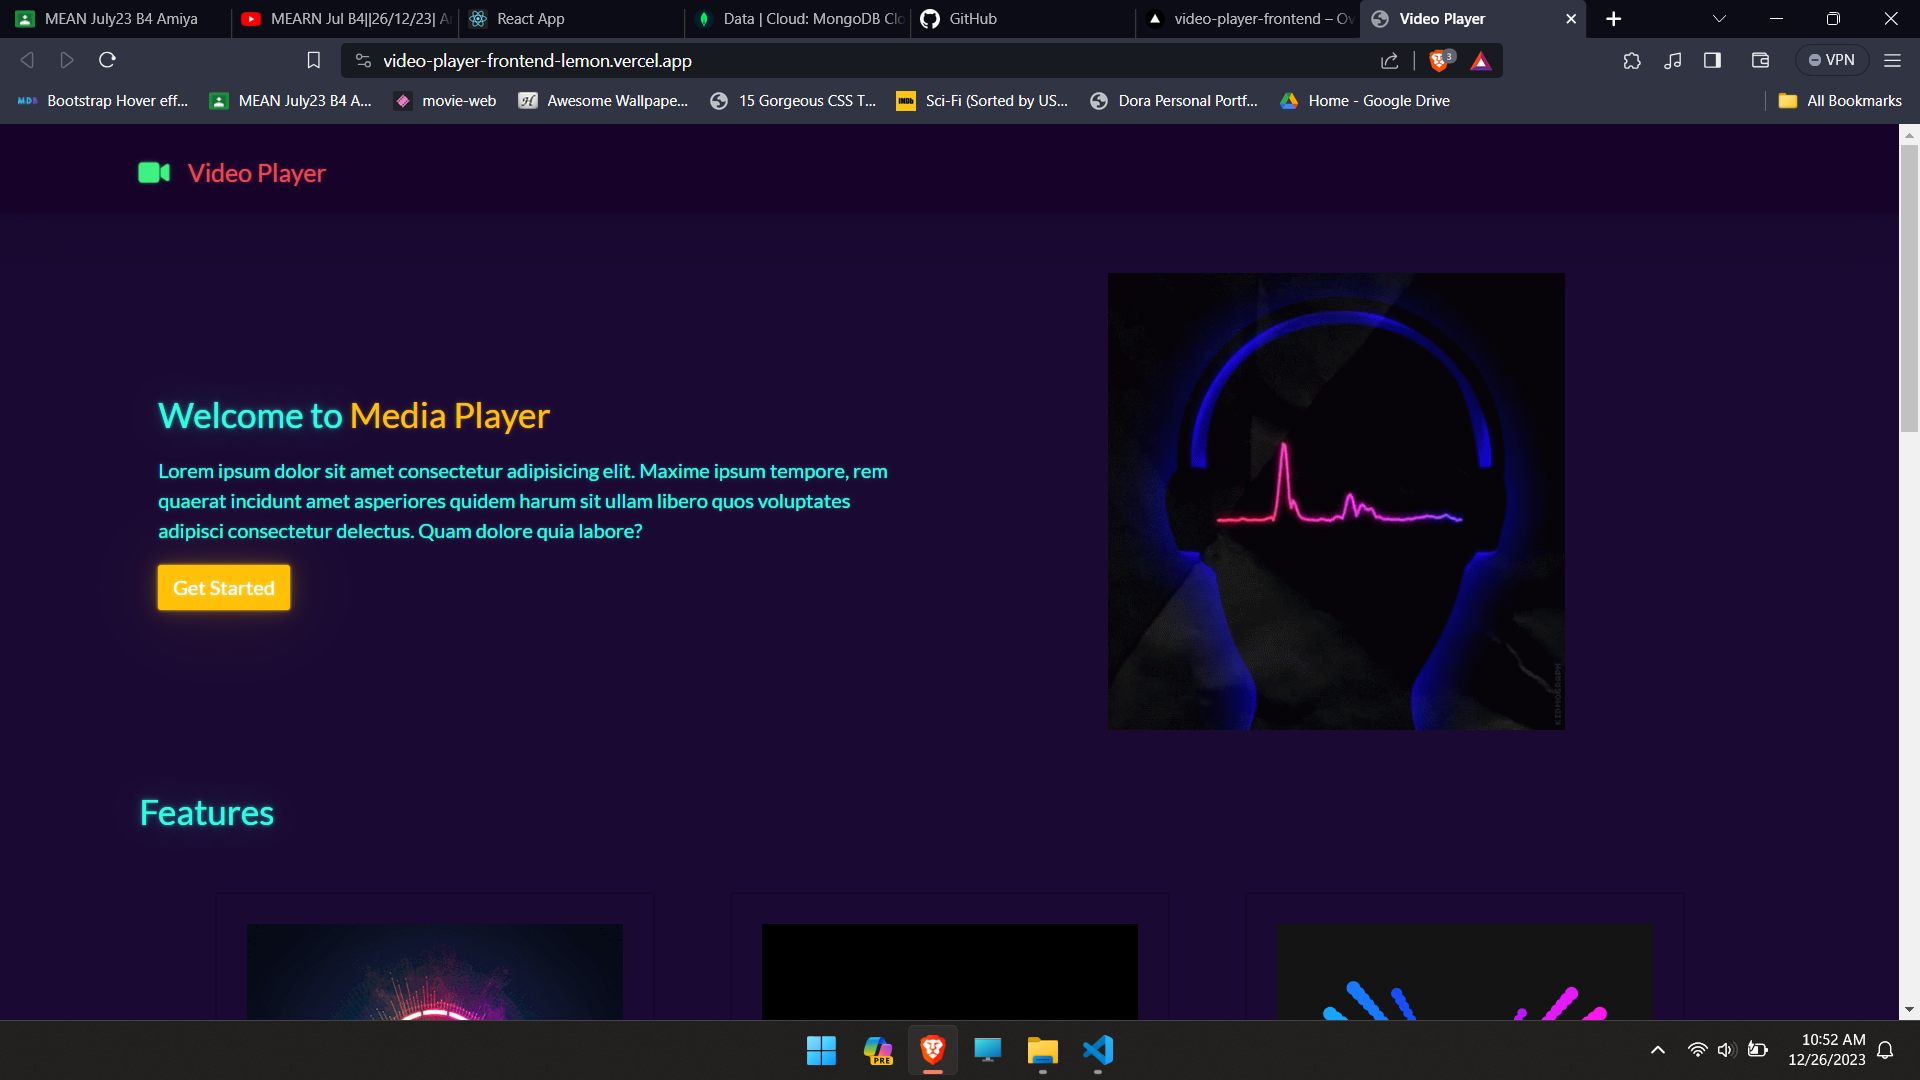 MEAN July23 B4 Amiya
MEARN Jul B4||26/12/23| A
React App
Data | Cloud: MongoDB Clo
GitHub
video-player-frontend – Ov
Video Player
video-player-frontend-lemon.vercel.app
3
VPN
Bootstrap Hover eff...
MEAN July23 B4 A...
movie-web
Awesome Wallpape...
15 Gorgeous CSS T...
IMDb
Sci-Fi (Sorted by US...
Dora Personal Portf...
Home - Google Drive
All Bookmarks
Video Player
Welcome to Media Player
Lorem ipsum dolor sit amet consectetur adipisicing elit. Maxime ipsum tempore, rem
quaerat incidunt amet asperiores quidem harum sit ullam libero quos voluptates
adipisci consectetur delectus. Quam dolore quia labore?
Get Started
KIDMOGRAPH
Features
PRE
10:52 AM
12/26/2023